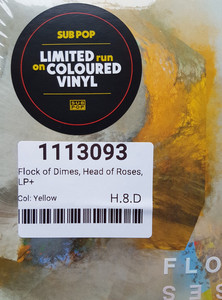 SUB POP
LIMITED run
on COLOURED
VINYL
SUB
POP
1113093
Flock of Dimes, Head of Roses,
LP+
Col: Yellow
H.8.D
FLO
SES